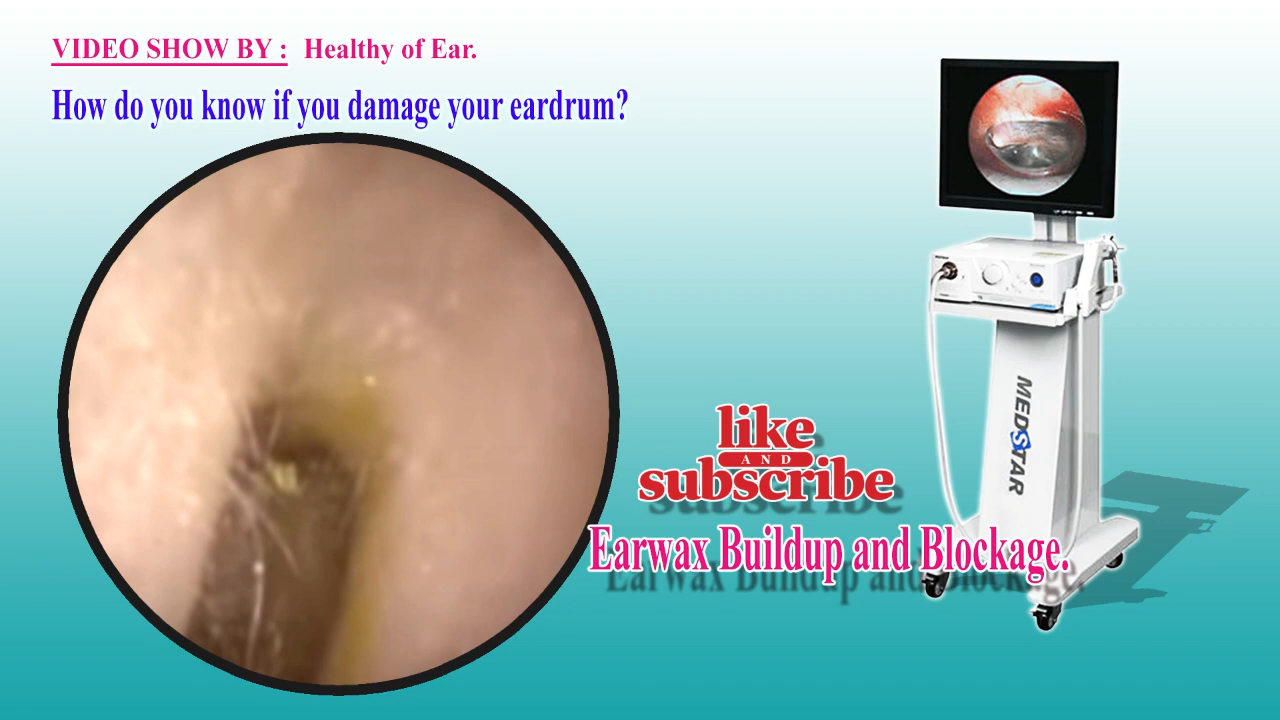 VIDEO SHOW BY : Healthy of Ear.
How do you know if you damage your eardrum?
like
AND
subscribe
Earwax Buildup and Blockage.
MEDSTAR